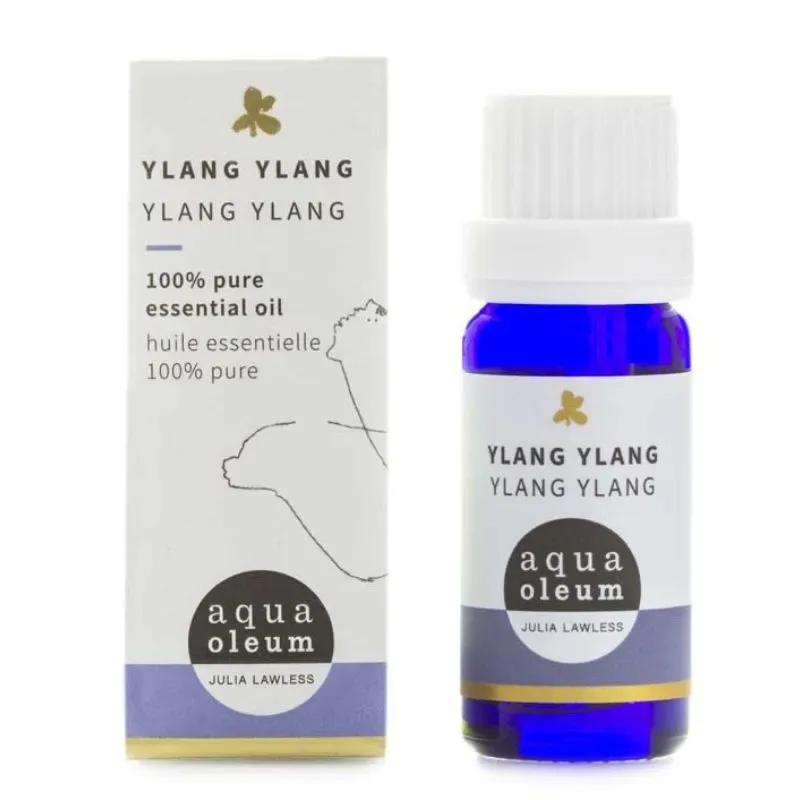 YLANG YLANG
YLANG YLANG
100% pure
essential oil
huile essentielle
100% pure
aqua
oleum
JULIA LAWLESS
YLANG YLANG
YLANG YLANG
aqua
oleum
JULIA LAWLESS